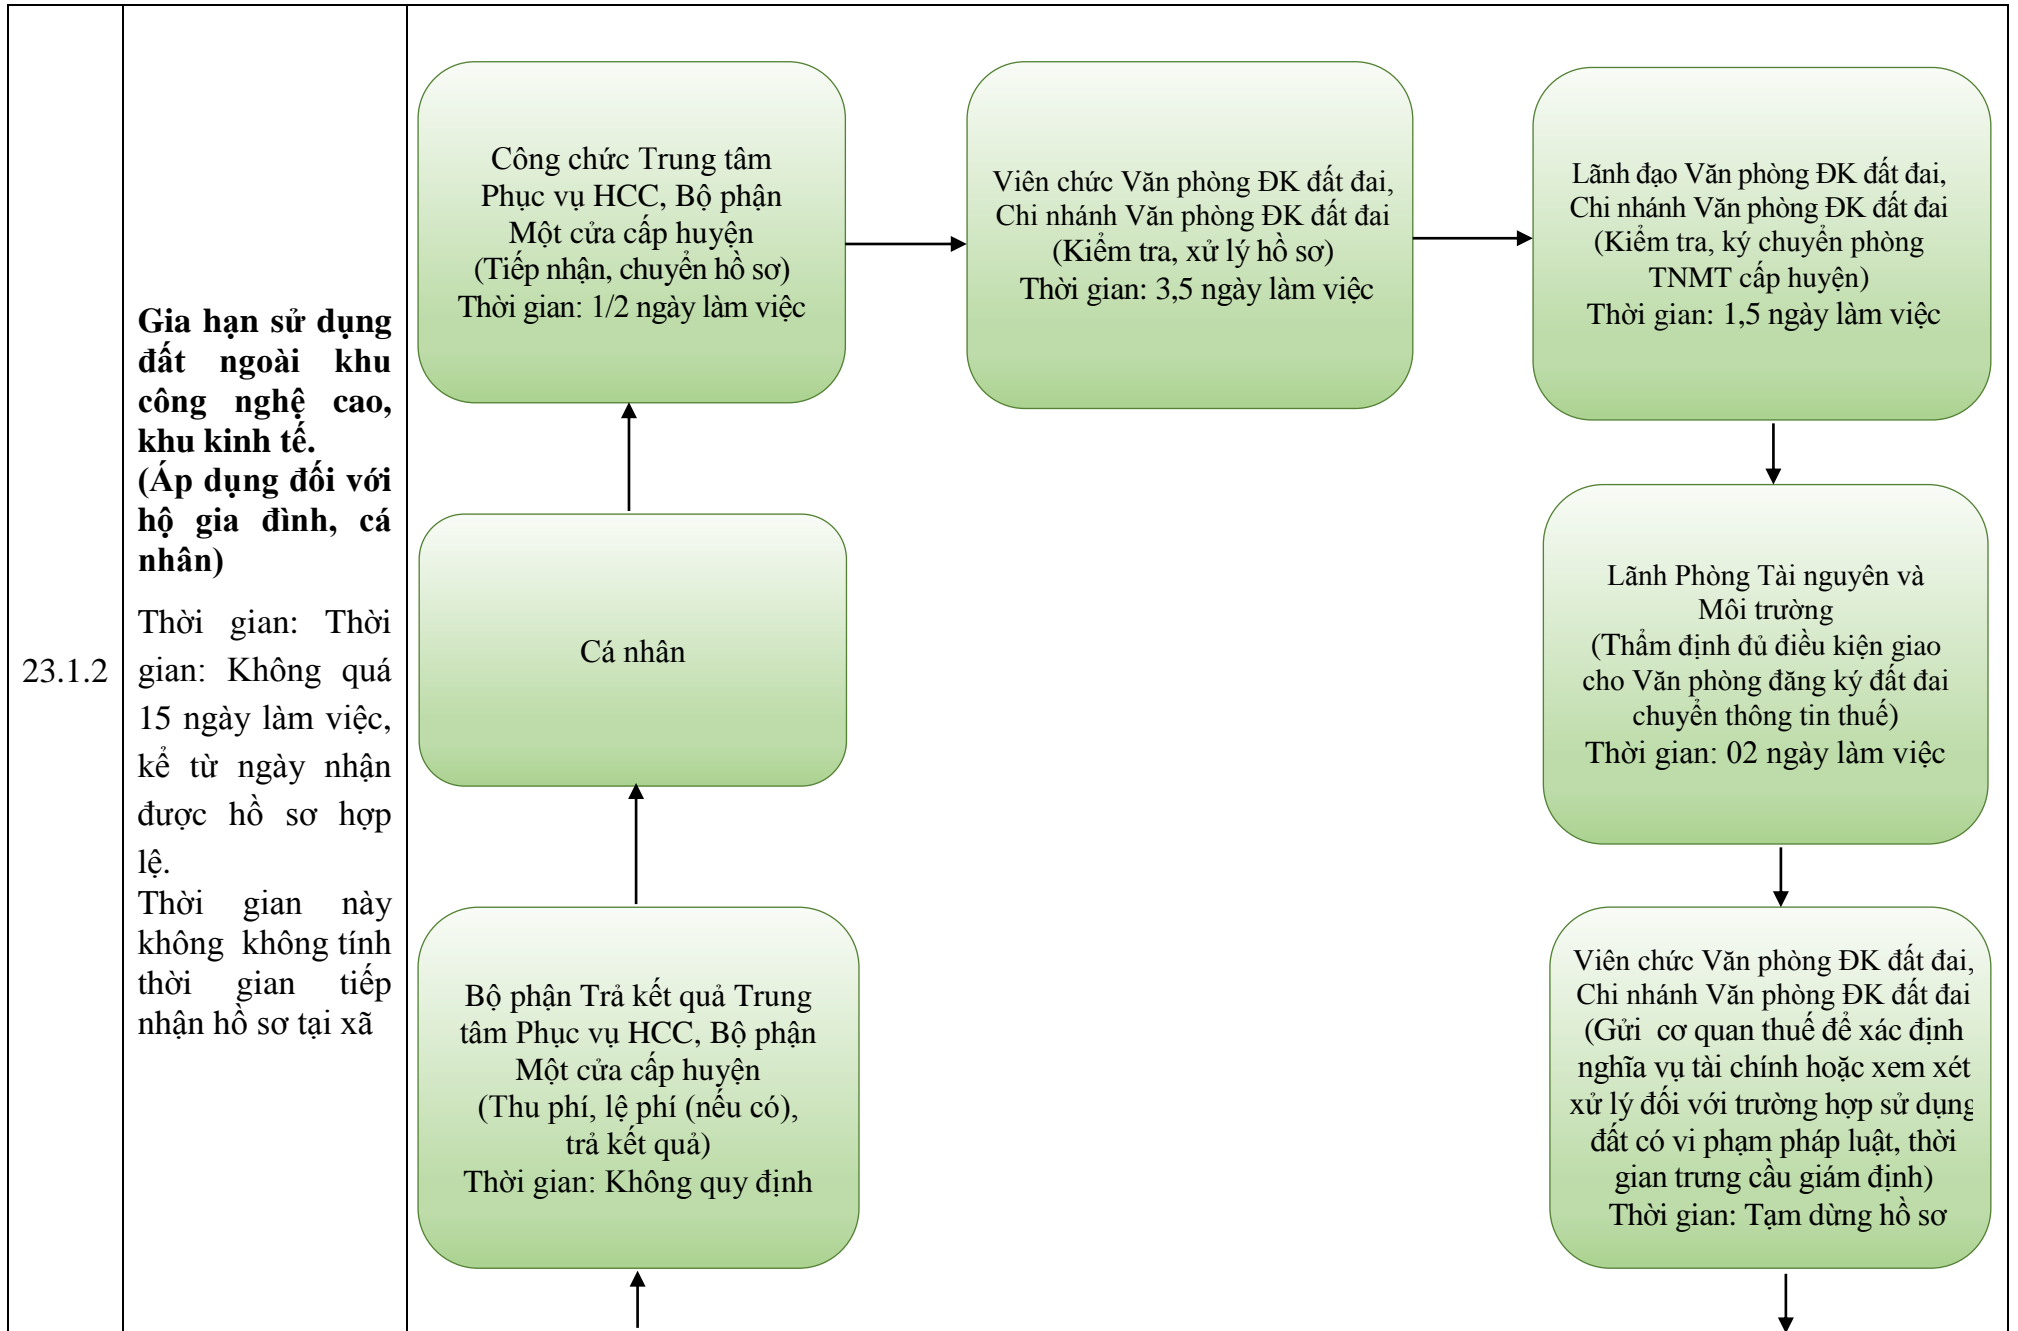 23.1.2
Gia hạn sử dụng
đất ngoài khu
công nghệ cao,
khu kinh tế.
(Áp dụng đối với
hộ gia đình, cá
nhân)
Thời gian: Thời
gian: Không quá
15 ngày làm việc,
kể từ ngày nhận
được hồ sơ hợp
lệ.
Thời gian này
không không tính
thời gian tiếp
nhận hồ sơ tại xã
Công chức Trung tâm
Phục vụ HCC, Bộ phận
Một cửa cấp huyện
(Tiếp nhận, chuyển hồ sơ)
Thời gian: 1/2 ngày làm việc
Viên chức Văn phòng ĐK đất đai,
Chi nhánh Văn phòng ĐK đất đai
(Kiểm tra, xử lý hồ sơ)
Thời gian: 3,5 ngày làm việc
Lãnh đạo Văn phòng ĐK đất đai,
Chi nhánh Văn phòng ĐK đất đai
(Kiểm tra, ký chuyển phòng
TNMT cấp huyện)
Thời gian: 1,5 ngày làm việc
Lãnh Phòng Tài nguyên và
Môi trường
(Thẩm định đủ điều kiện giao
cho Văn phòng đăng ký đất đai
chuyển thông tin thuế)
Thời gian: 02 ngày làm việc
Viên chức Văn phòng ĐK đất đai,
Chi nhánh Văn phòng ĐK đất đai
(Gửi cơ quan thuế để xác định
nghĩa vụ tài chính hoặc xem xét
xử lý đối với trường hợp sử dụng
đất có vi phạm pháp luật, thời
gian trưng cầu giám định)
Thời gian: Tạm dừng hồ sơ
Cá nhân
Bộ phận Trả kết quả Trung
tâm Phục vụ HCC, Bộ phận
Một cửa cấp huyện
(Thu phí, lệ phí (nếu có),
trả kết quả)
Thời gian: Không quy định